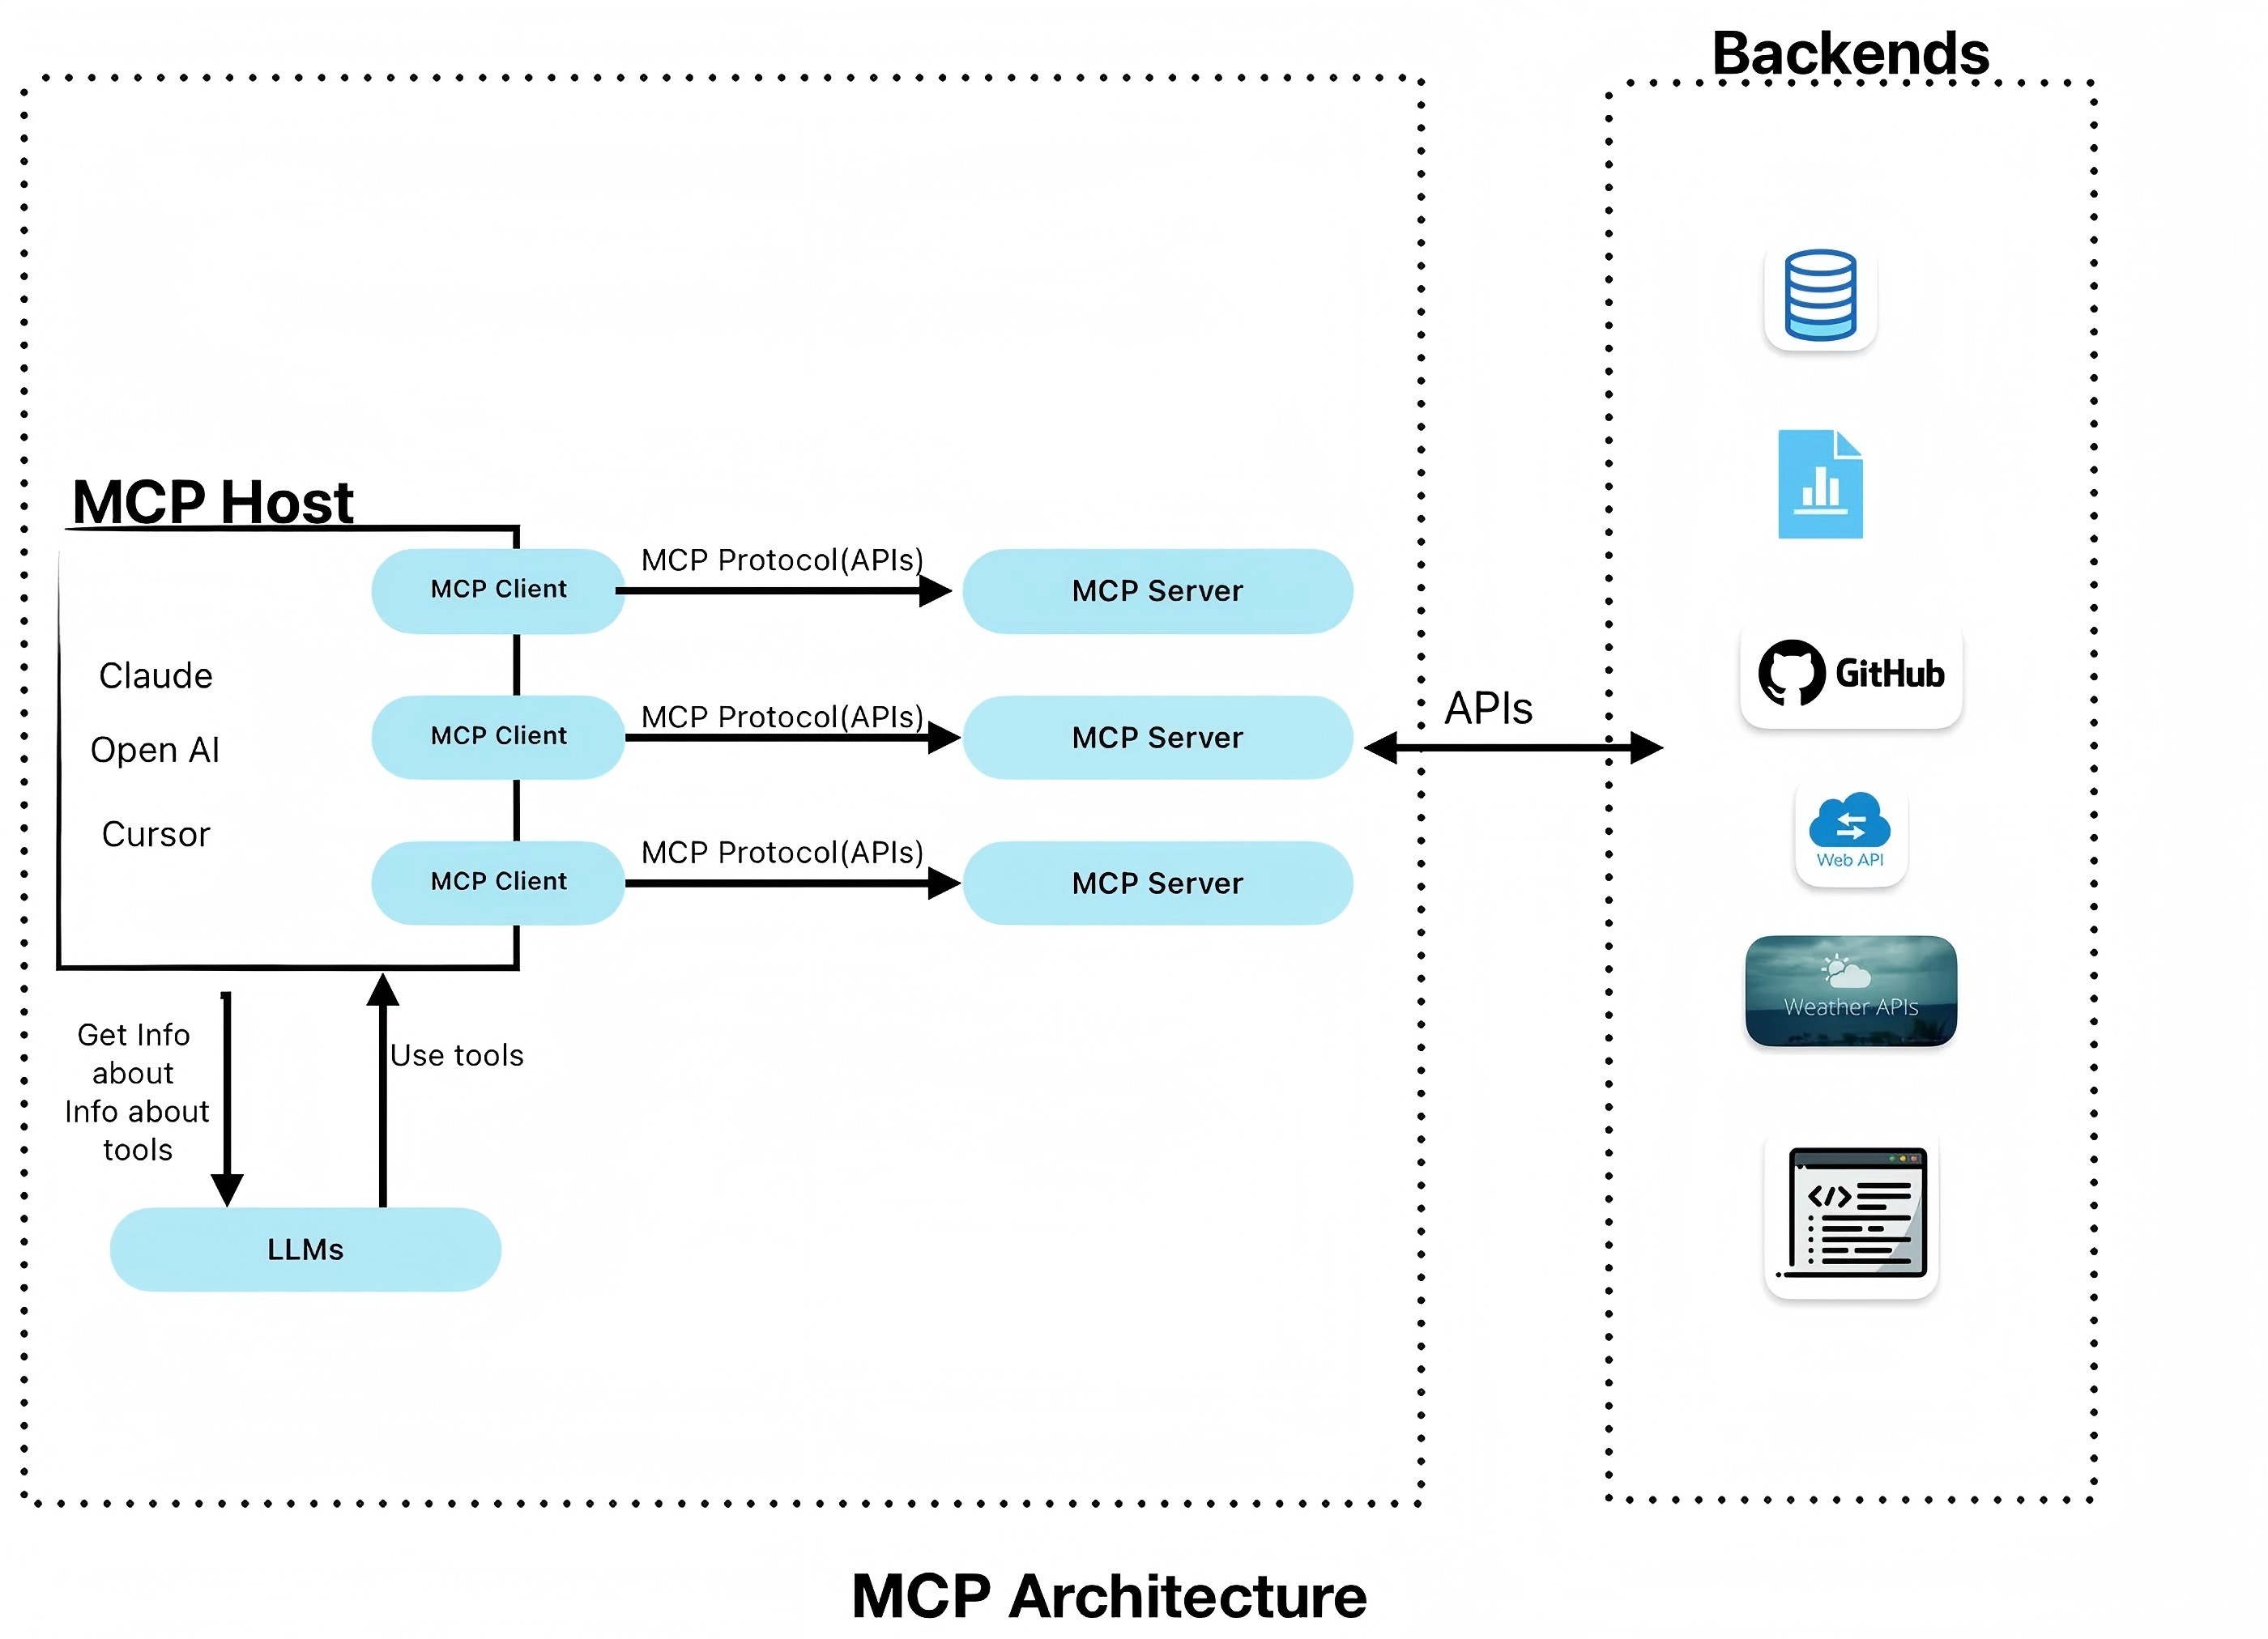 Backends
MCP Host
MCP Client
MCP Protocol(APIs)
MCP Server
Claude
Open AI
Cursor
MCP Client
MCP Protocol(APIs)
MCP Server
MCP Client
MCP Protocol(APIs)
MCP Server
APIs
GitHub
Web API
Weather APIs
</>
Get Info
about
Info about
tools
Use tools
LLMs
MCP Architecture